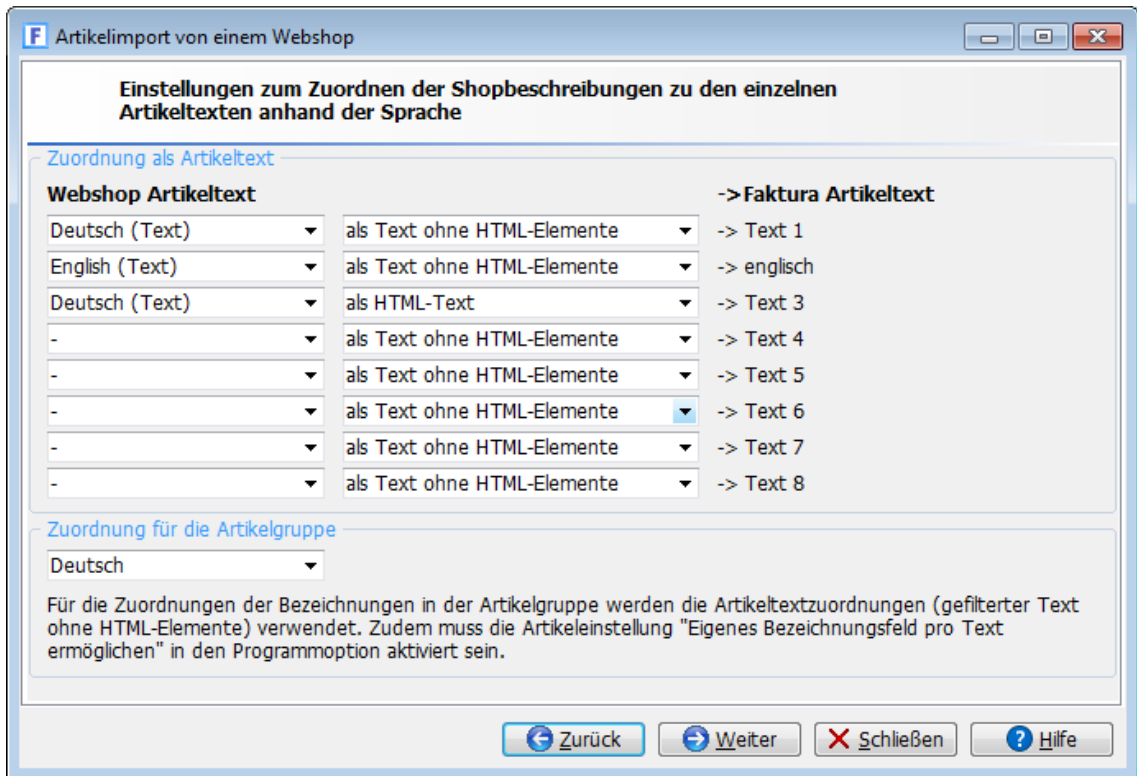 F Artikelimport von einem Webshop
Einstellungen zum Zuordnen der Shopbeschreibungen zu den einzelnen
Artikeltexten anhand der Sprache
Zuordnung als Artikeltext
Webshop Artikeltext ->Faktura Artikeltext
Deutsch (Text) als Text ohne HTML-Elemente -> Text 1
English (Text) als Text ohne HTML-Elemente -> englisch
Deutsch (Text) als HTML-Text -> Text 3
- als Text ohne HTML-Elemente -> Text 4
- als Text ohne HTML-Elemente -> Text 5
- als Text ohne HTML-Elemente -> Text 6
- als Text ohne HTML-Elemente -> Text 7
- als Text ohne HTML-Elemente -> Text 8
Zuordnung für die Artikelgruppe
Deutsch
Für die Zuordnungen der Bezeichnungen in der Artikelgruppe werden die Artikeltextzuordnungen (gefilterter Text
ohne HTML-Elemente) verwendet. Zudem muss die Artikeleinstellung "Eigenes Bezeichnungsfeld pro Text
ermöglichen" in den Programmoption aktiviert sein.
Zurück Weiter Schließen ? Hilfe